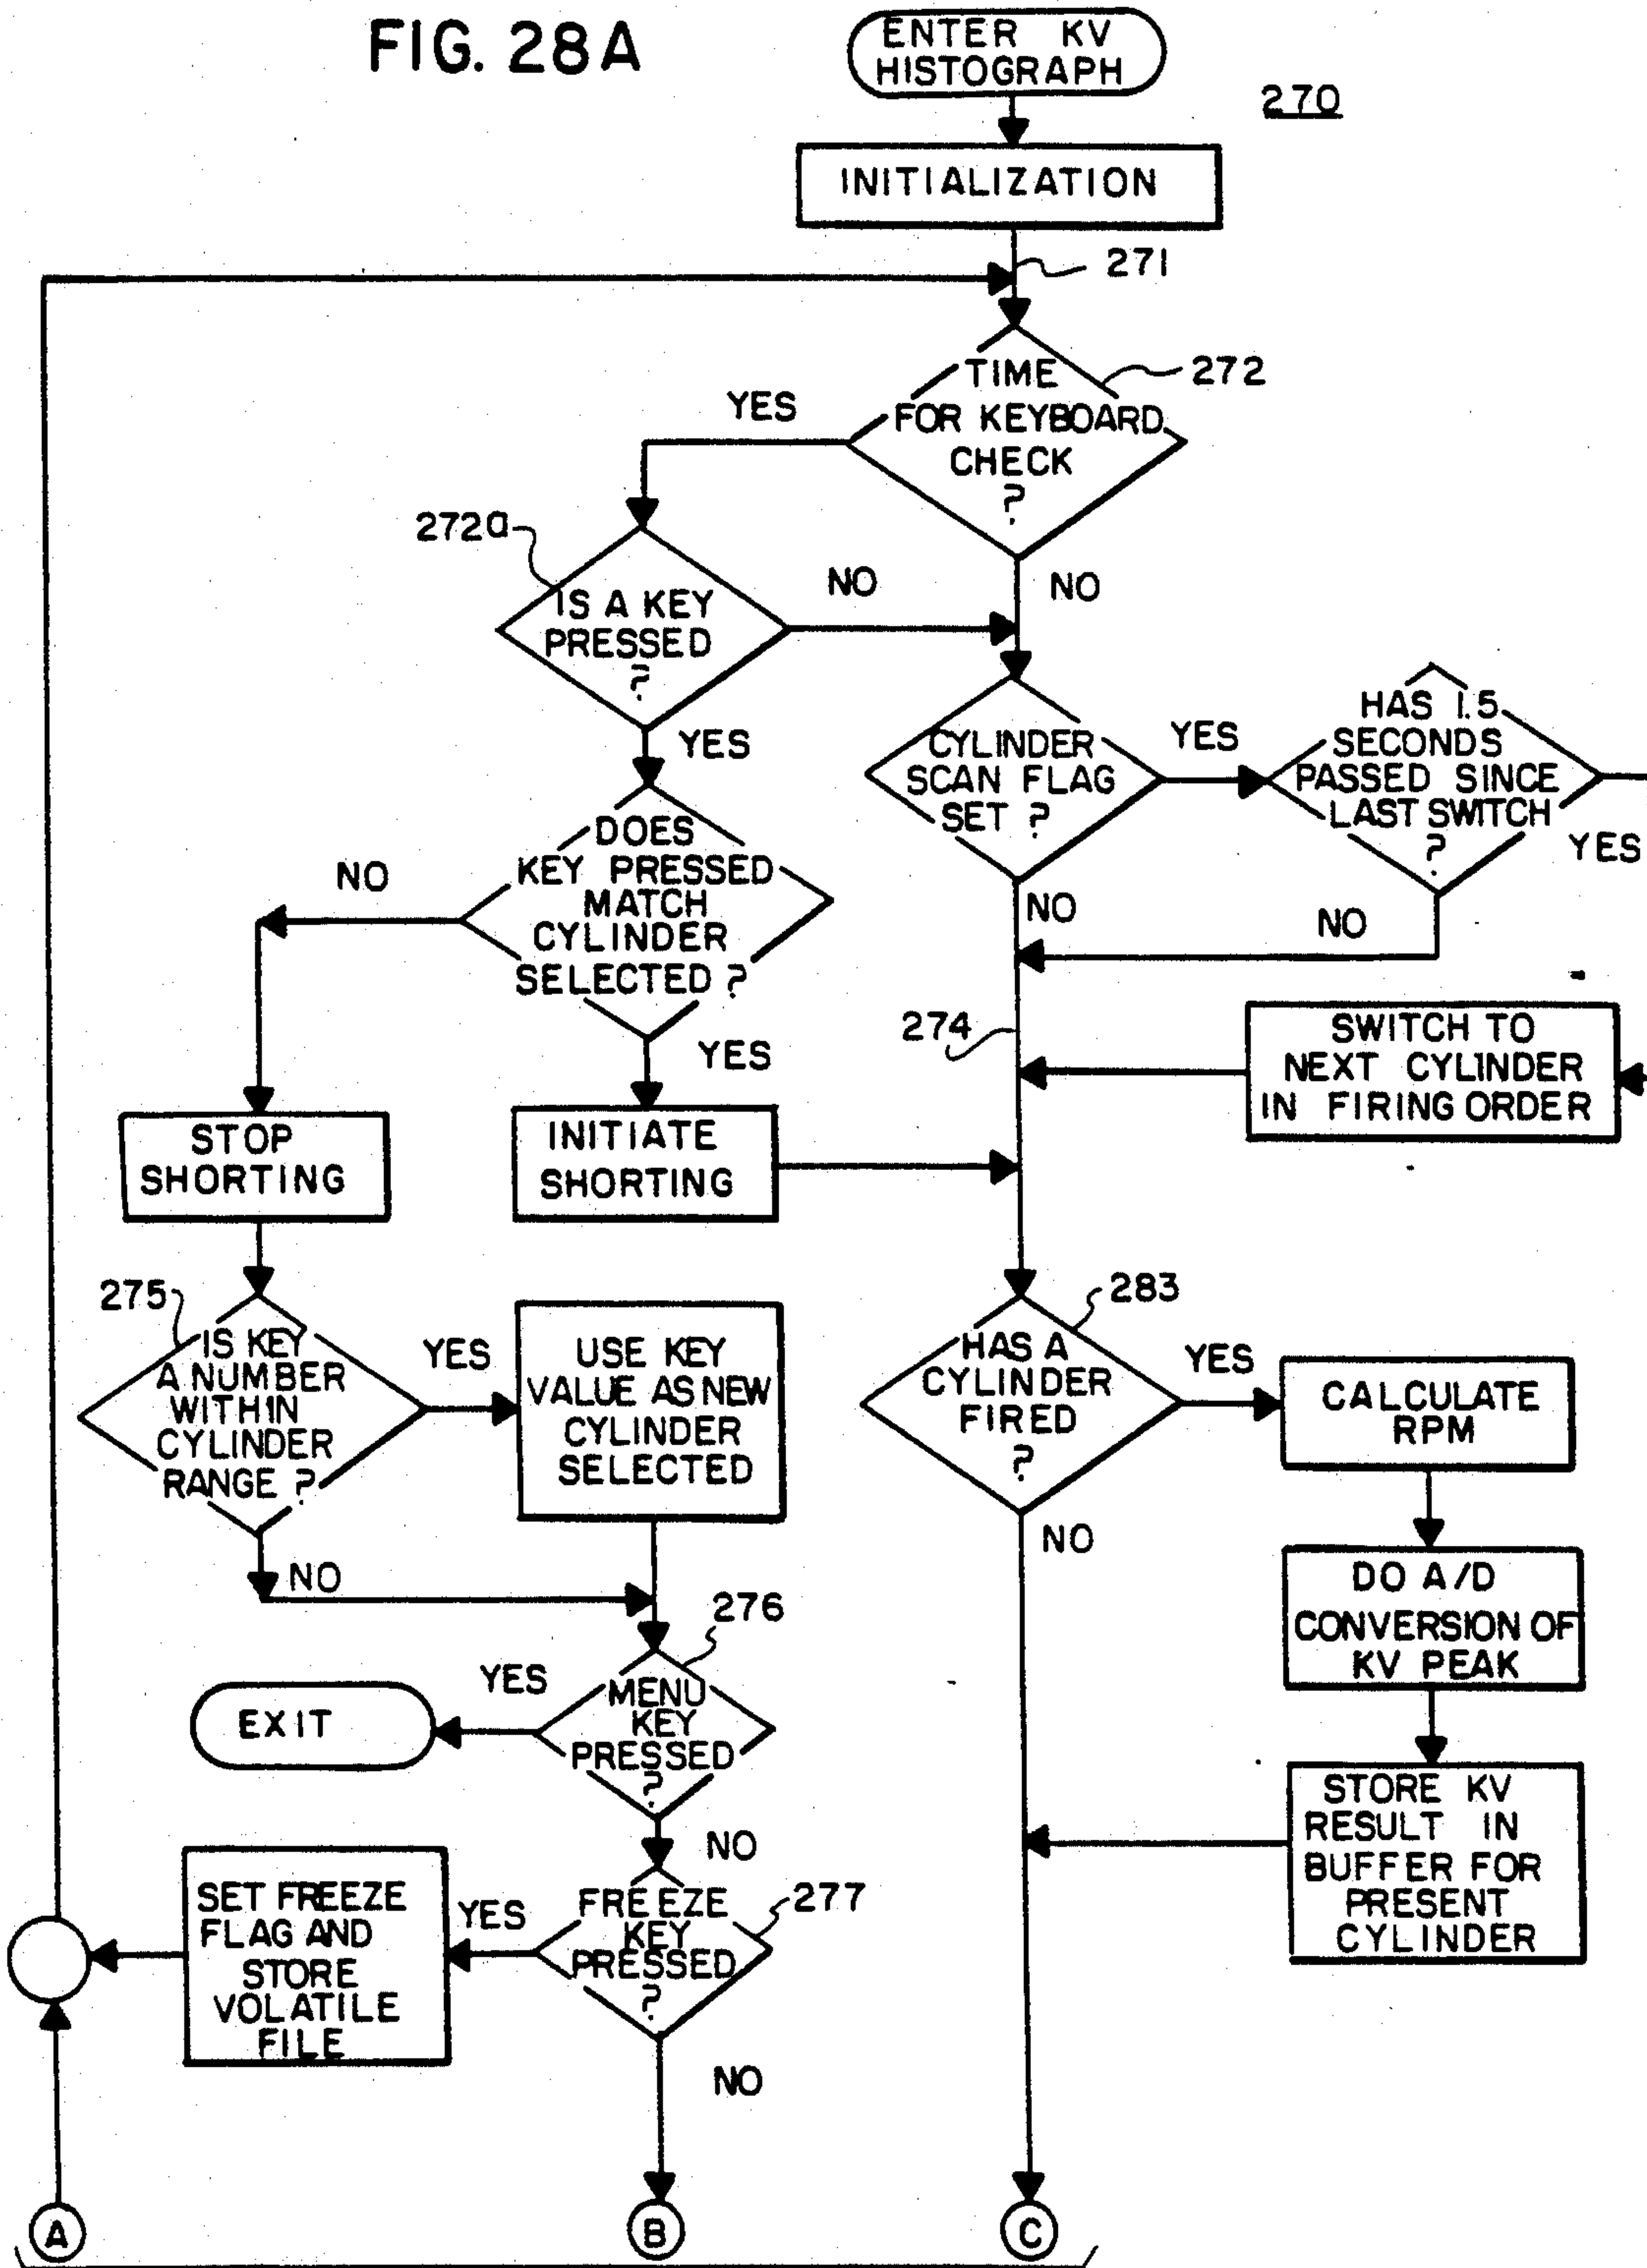 FIG. 28A
ENTER KV
HISTOGRAPH
270
INITIALIZATION
271
TIME
FOR KEYBOARD
CHECK
?
272
YES
NO
272a
IS A KEY
PRESSED
?
NO
YES
CYLINDER
SCAN FLAG
SET ?
YES
NO
HAS 1.5
SECONDS
PASSED SINCE
LAST SWITCH
?
YES
NO
DOES
KEY PRESSED
MATCH
CYLINDER
SELECTED ?
NO
YES
274
SWITCH TO
NEXT CYLINDER
IN FIRING ORDER
STOP
SHORTING
INITIATE
SHORTING
275
IS KEY
A NUMBER
WITHIN
CYLINDER
RANGE ?
YES
NO
USE KEY
VALUE AS NEW
CYLINDER
SELECTED
283
HAS A
CYLINDER
FIRED
?
YES
NO
CALCULATE
RPM
DO A/D
CONVERSION OF
KV PEAK
STORE KV
RESULT IN
BUFFER FOR
PRESENT
CYLINDER
276
MENU
KEY
PRESSED
?
YES
EXIT
NO
277
FREEZE
KEY
PRESSED
?
YES
SET FREEZE
FLAG AND
STORE
VOLATILE
FILE
NO
A
B
C